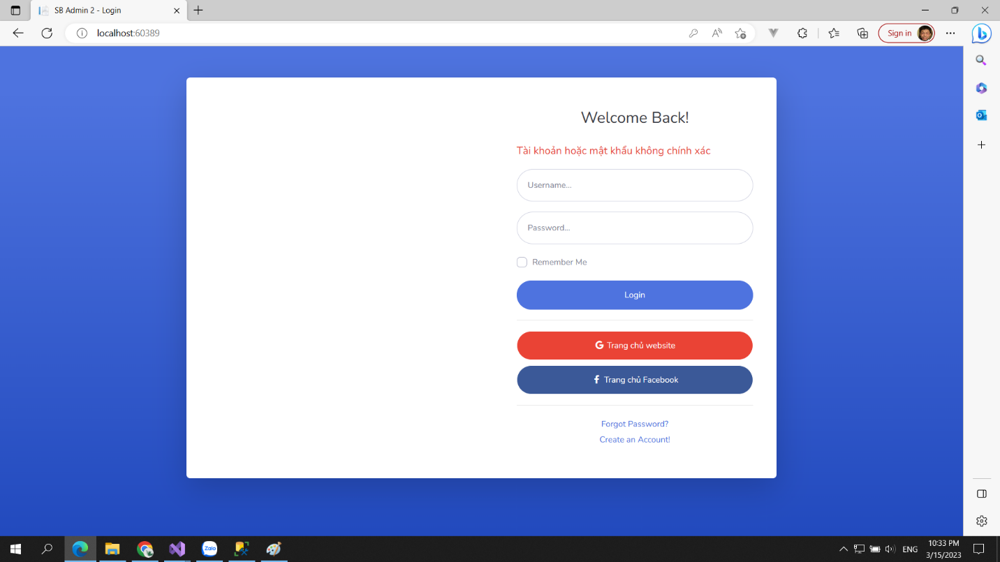 SB Admin 2 - Login
localhost:60389
Sign in
Welcome Back!
Tài khoản hoặc mật khẩu không chính xác
Username...
Password...
Remember Me
Login
G Trang chủ website
f Trang chủ Facebook
Forgot Password?
Create an Account!
Zalo
ENG
10:33 PM
3/15/2023